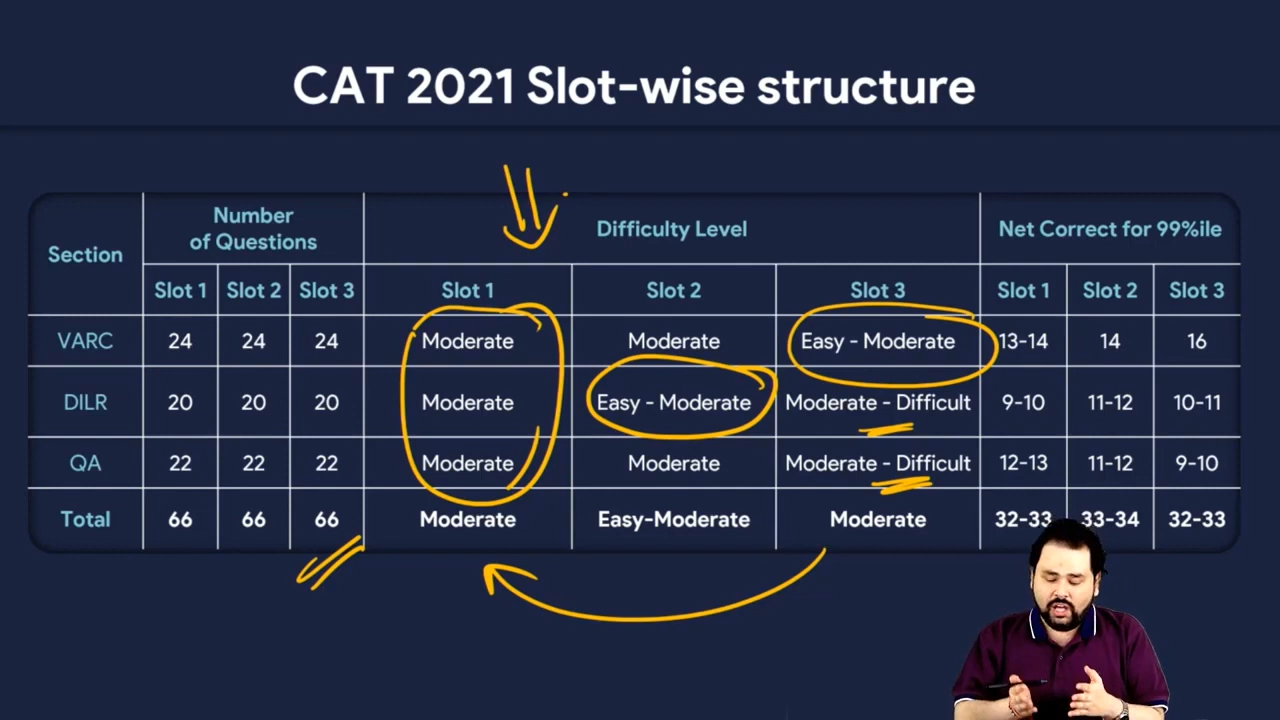 CAT 2021 Slot-wise structure
Section
Number
of Questions
Difficulty Level
Net Correct for 99%ile
Slot 1 Slot 2 Slot 3 Slot 1 Slot 2 Slot 3 Slot 1 Slot 2 Slot 3
VARC 24 24 24 Moderate Moderate Easy - Moderate 13-14 14 16
DILR 20 20 20 Moderate Easy - Moderate Moderate - Difficult 9-10 11-12 10-11
QA 22 22 22 Moderate Moderate Moderate - Difficult 12-13 11-12 9-10
Total 66 66 66 Moderate Easy-Moderate Moderate 32-33 33-34 32-33